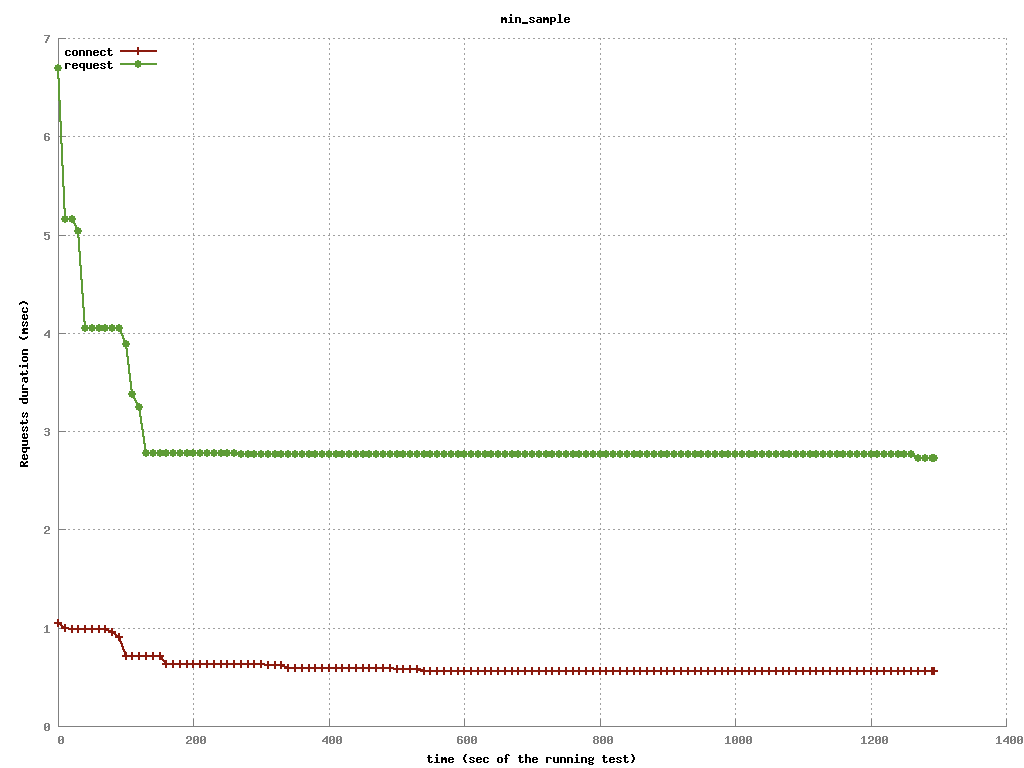 min_sample
connect
request
7
6
5
4
3
2
1
0
Requests duration (msec)
0 200 400 600 800 1000 1200 1400
time (sec of the running test)